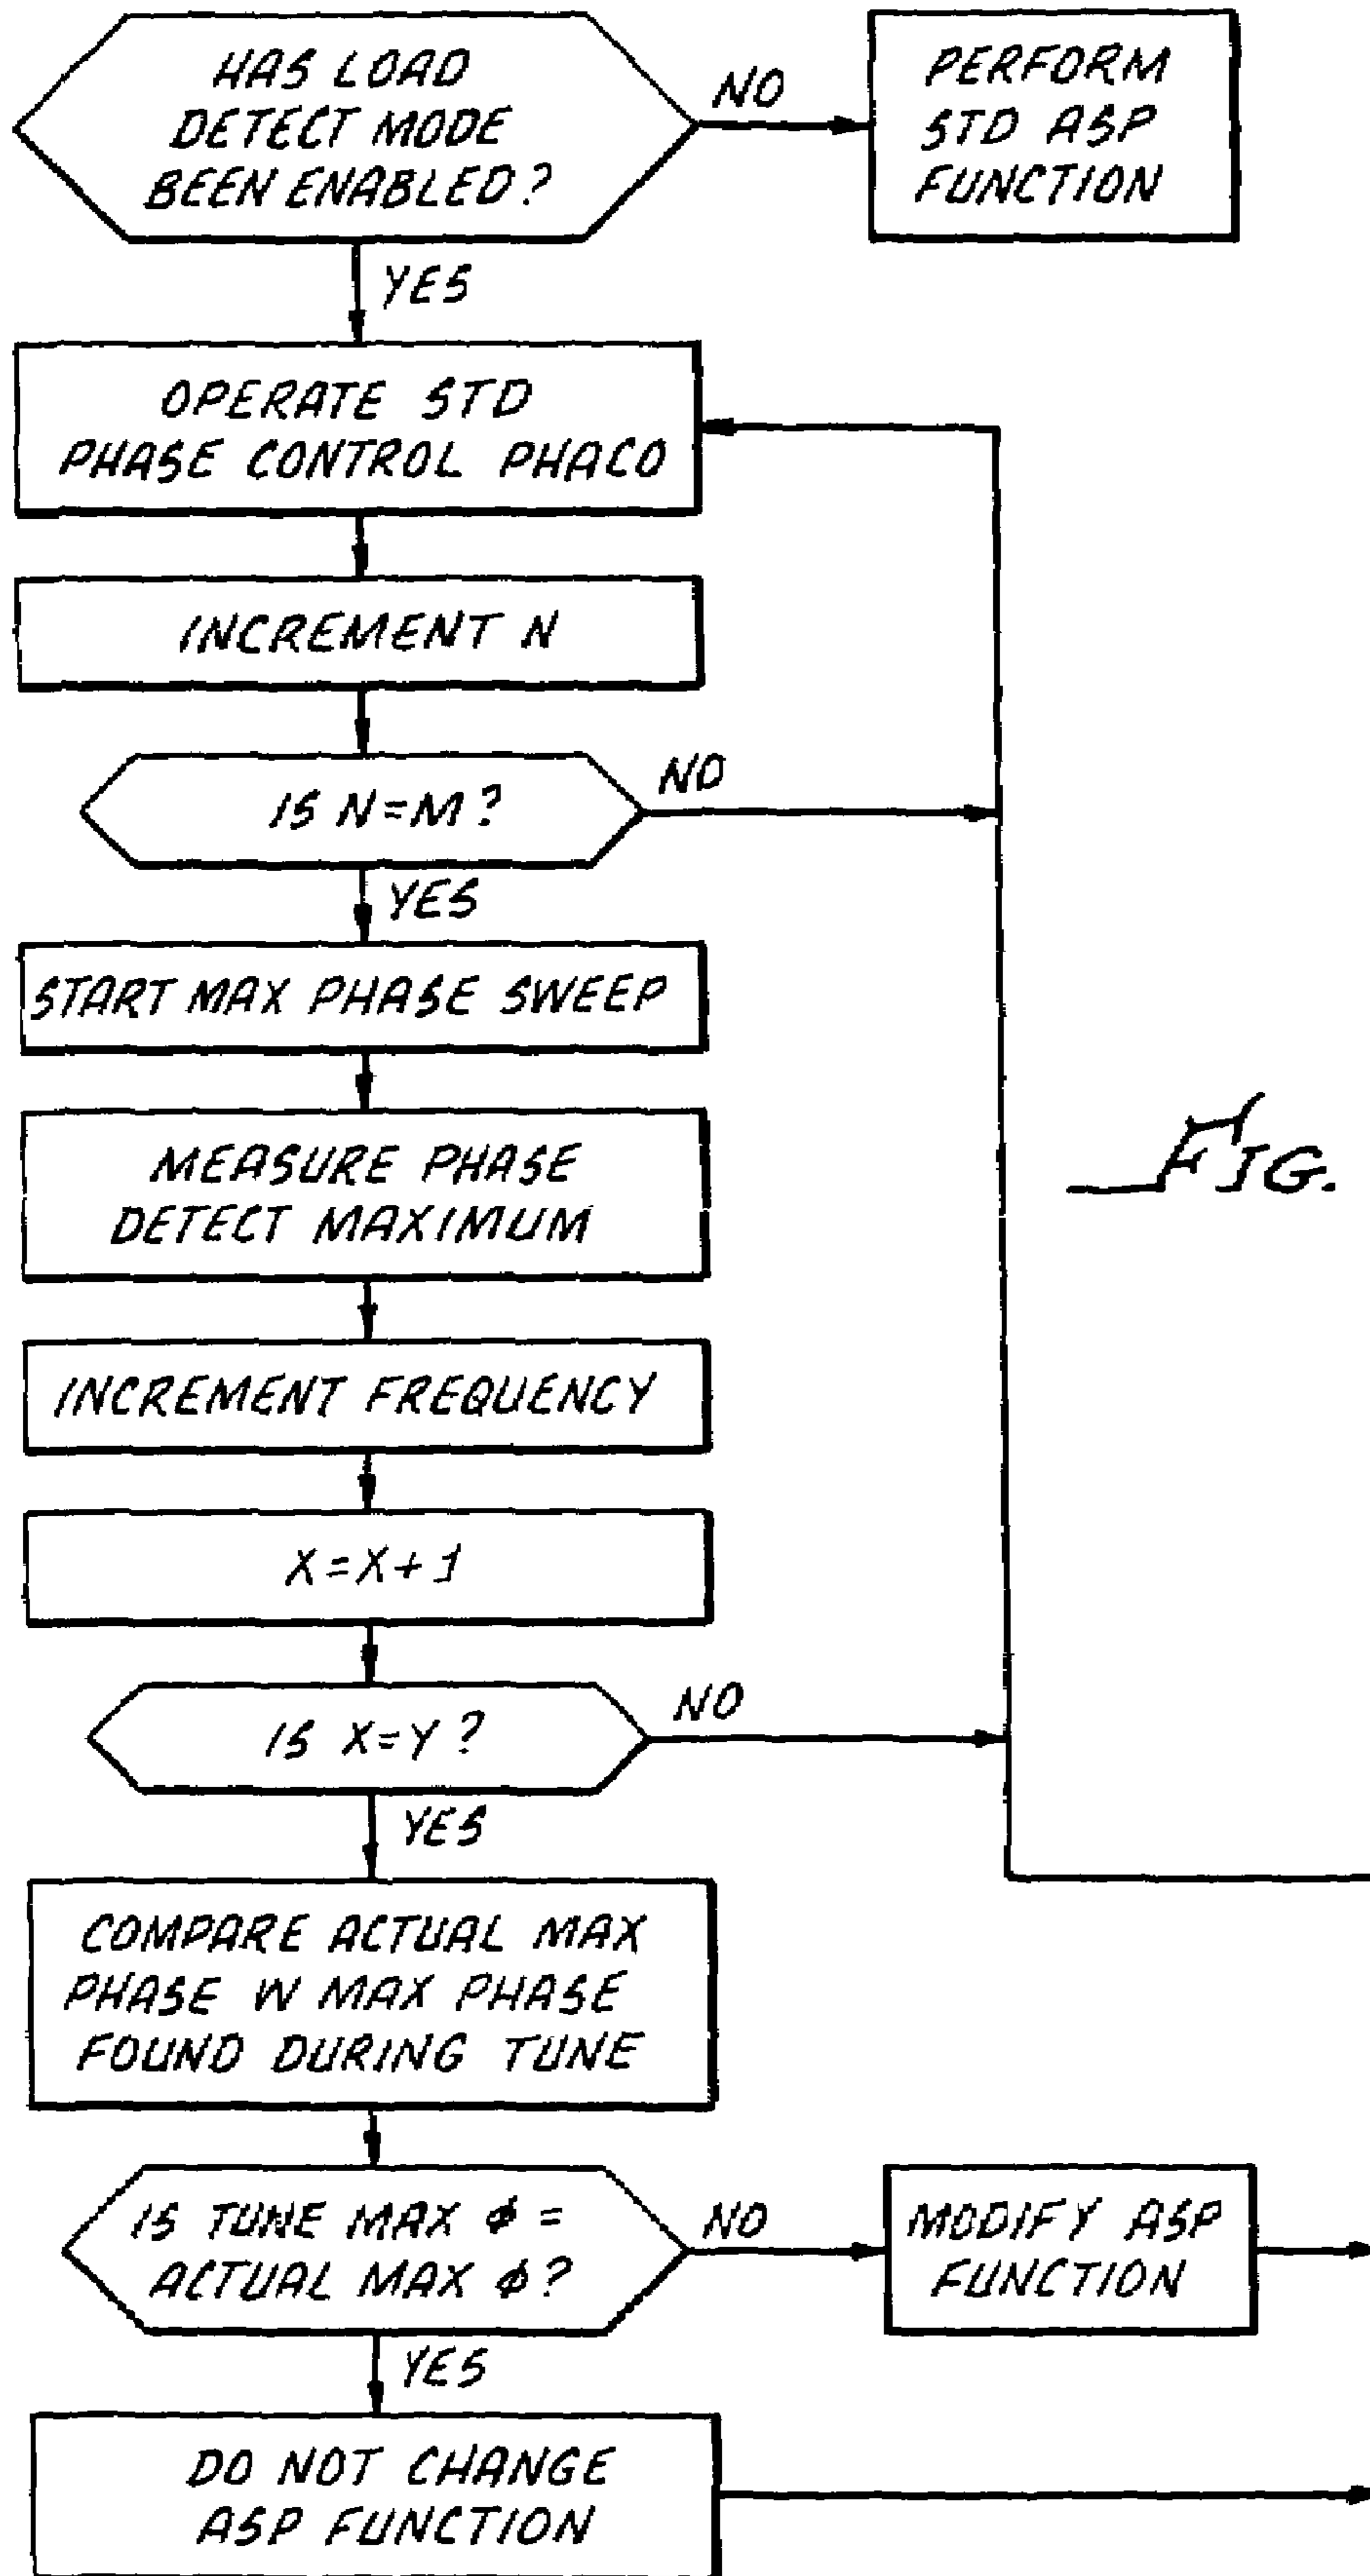 HAS LOAD
DETECT MODE
BEEN ENABLED?
NO
PERFORM
STD ASP
FUNCTION
YES
OPERATE STD
PHASE CONTROL PHACO
INCREMENT N
IS N=M?
NO
YES
START MAX PHASE SWEEP
MEASURE PHASE
DETECT MAXIMUM
FIG.
INCREMENT FREQUENCY
X=X+1
IS X=Y?
NO
YES
COMPARE ACTUAL MAX
PHASE W MAX PHASE
FOUND DURING TUNE
IS TUNE MAX ϕ =
ACTUAL MAX ϕ?
NO
MODIFY ASP
FUNCTION
YES
DO NOT CHANGE
ASP FUNCTION